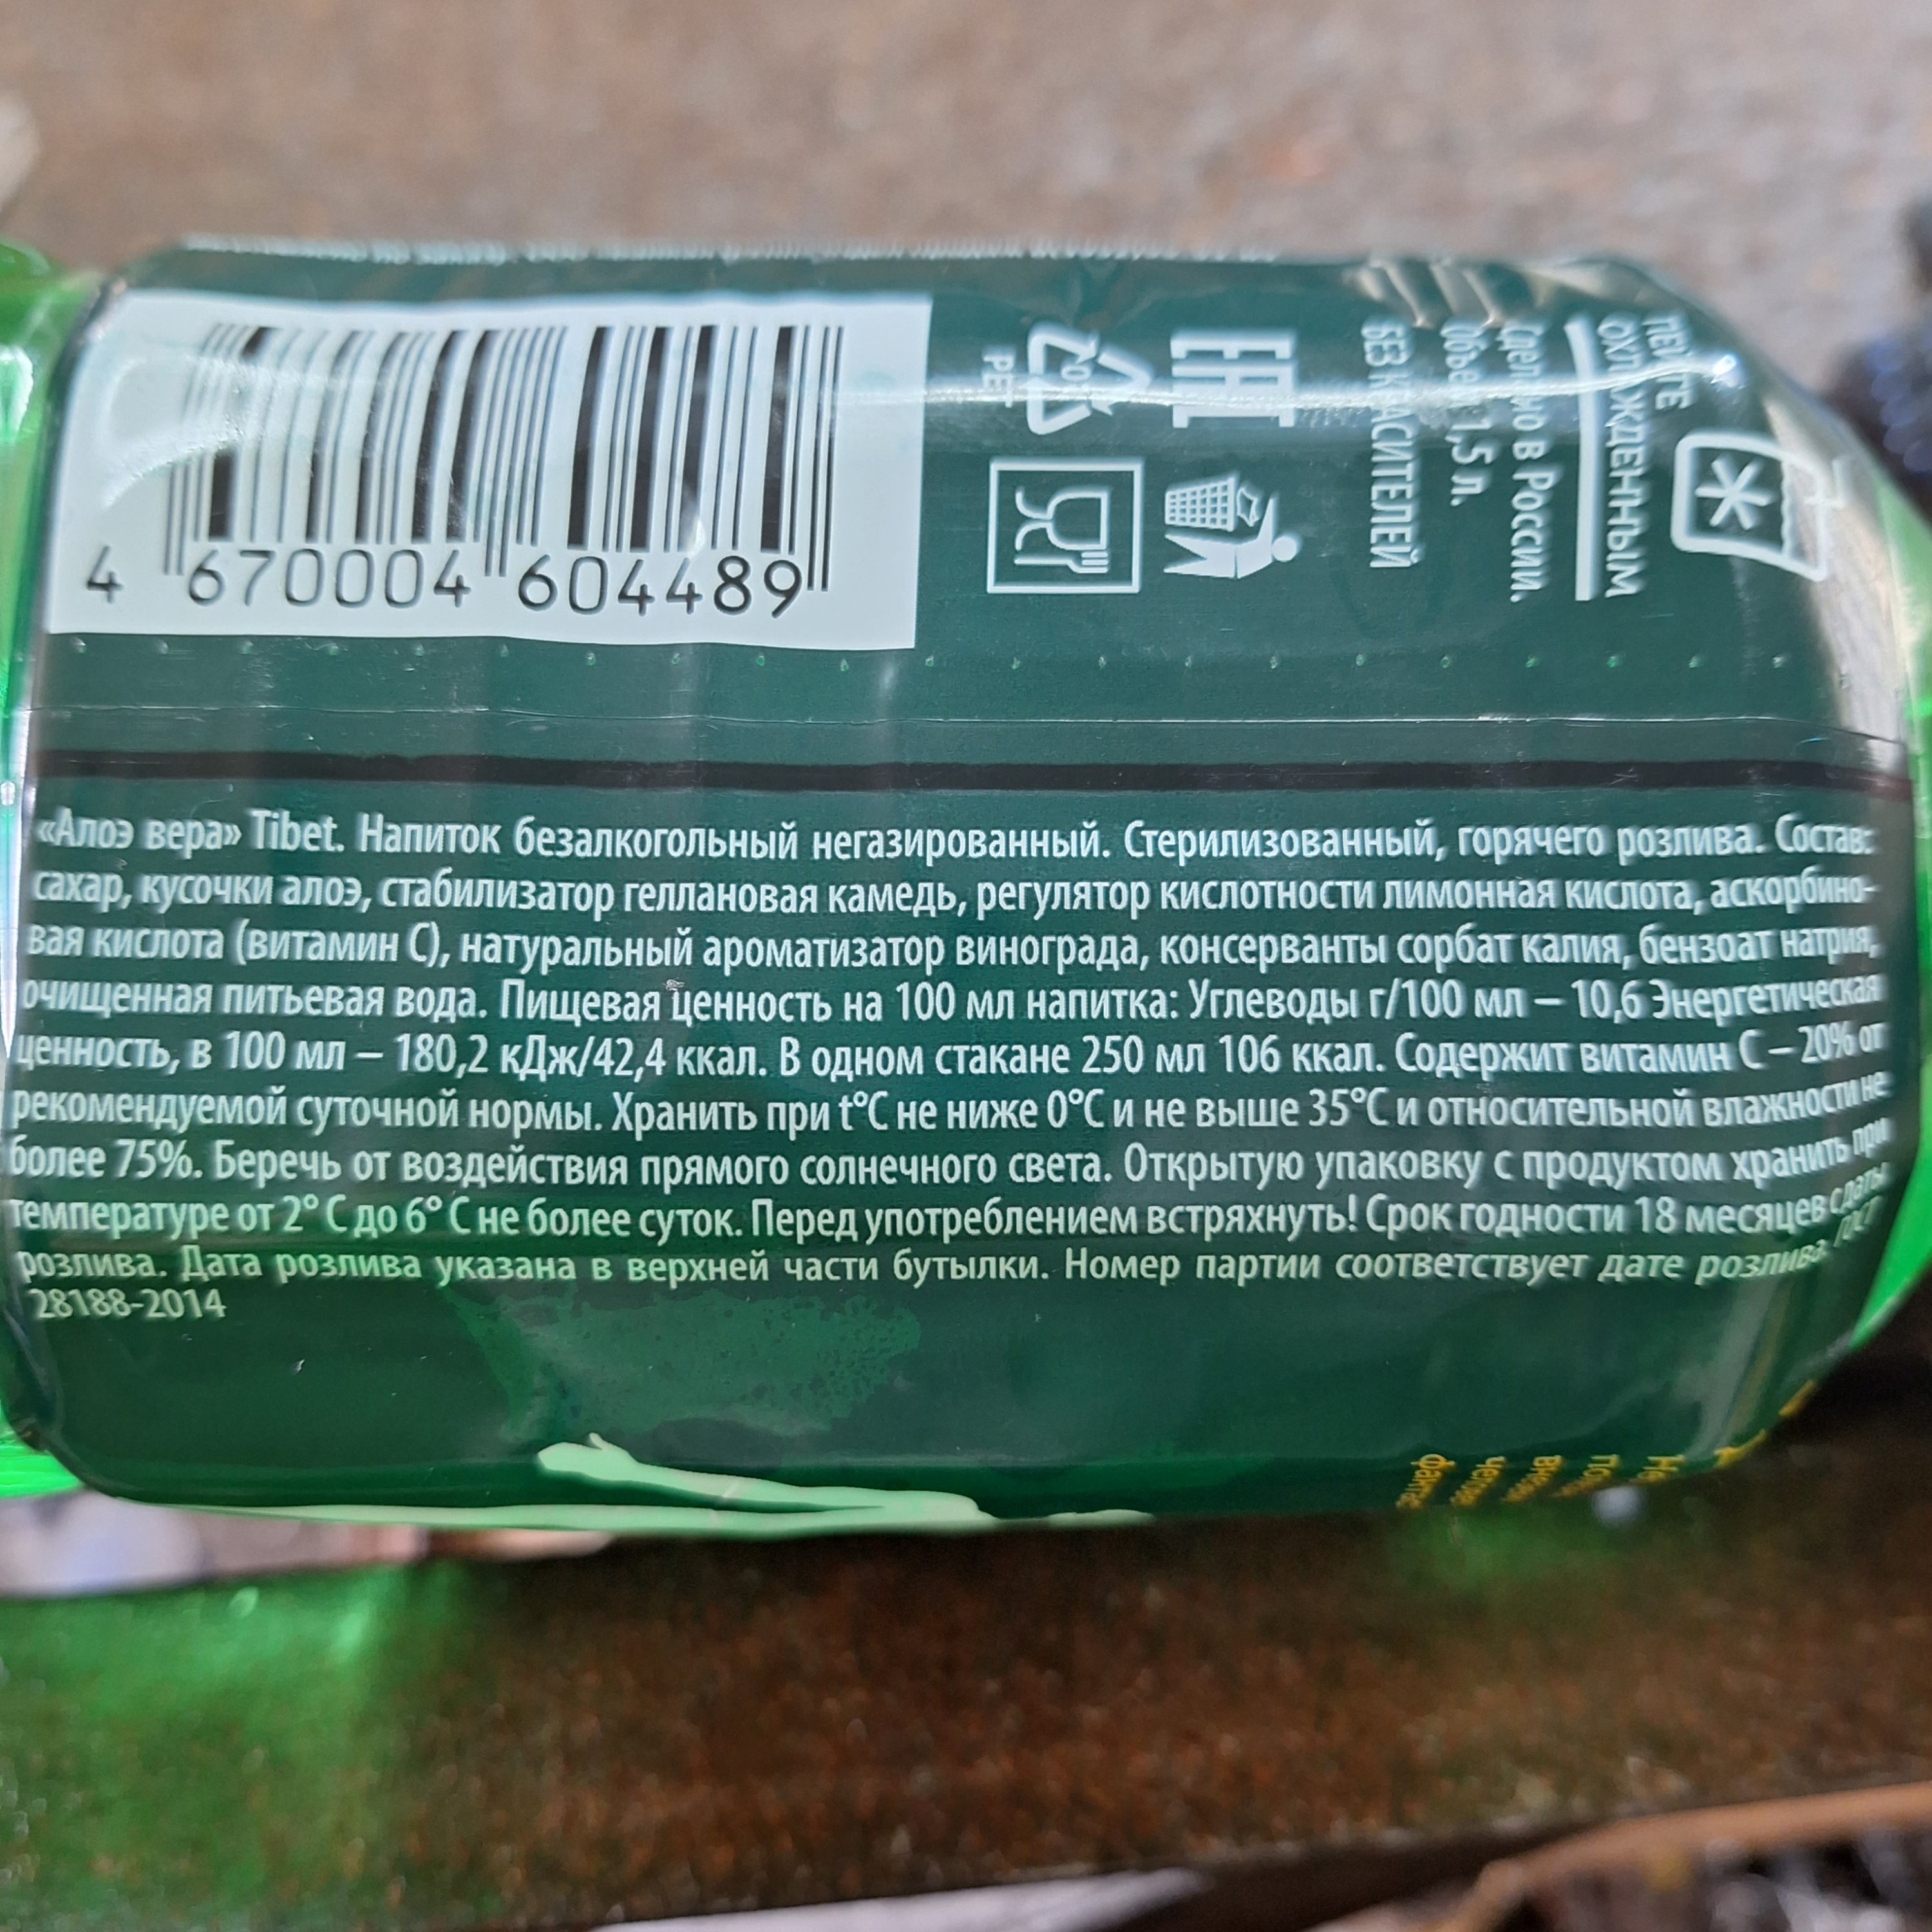 4 670004 604489
PET
EAC
БЕЗ КРАСИТЕЛЕЙ
Объем 1,5 л.
Сделано в России.
ПЕЙТЕ
ОХЛАЖДЕННЫМ
«Алоэ вера» Tibet. Напиток безалкогольный негазированный. Стерилизованный, горячего розлива. Состав:
сахар, кусочки алоэ, стабилизатор геллановая камедь, регулятор кислотности лимонная кислота, аскорбино-
вая кислота (витамин С), натуральный ароматизатор винограда, консерванты сорбат калия, бензоат натрия,
очищенная питьевая вода. Пищевая ценность на 100 мл напитка: Углеводы г/100 мл – 10,6 Энергетическая
ценность, в 100 мл – 180,2 кДж/42,4 ккал. В одном стакане 250 мл 106 ккал. Содержит витамин С – 20% от
рекомендуемой суточной нормы. Хранить при t°C не ниже 0°C и не выше 35°C и относительной влажности не
более 75%. Беречь от воздействия прямого солнечного света. Открытую упаковку с продуктом хранить при
температуре от 2° С до 6° С не более суток. Перед употреблением встряхнуть! Срок годности 18 месяцев с даты
розлива. Дата розлива указана в верхней части бутылки. Номер партии соответствует дате розлива. ГОСТ
28188-2014